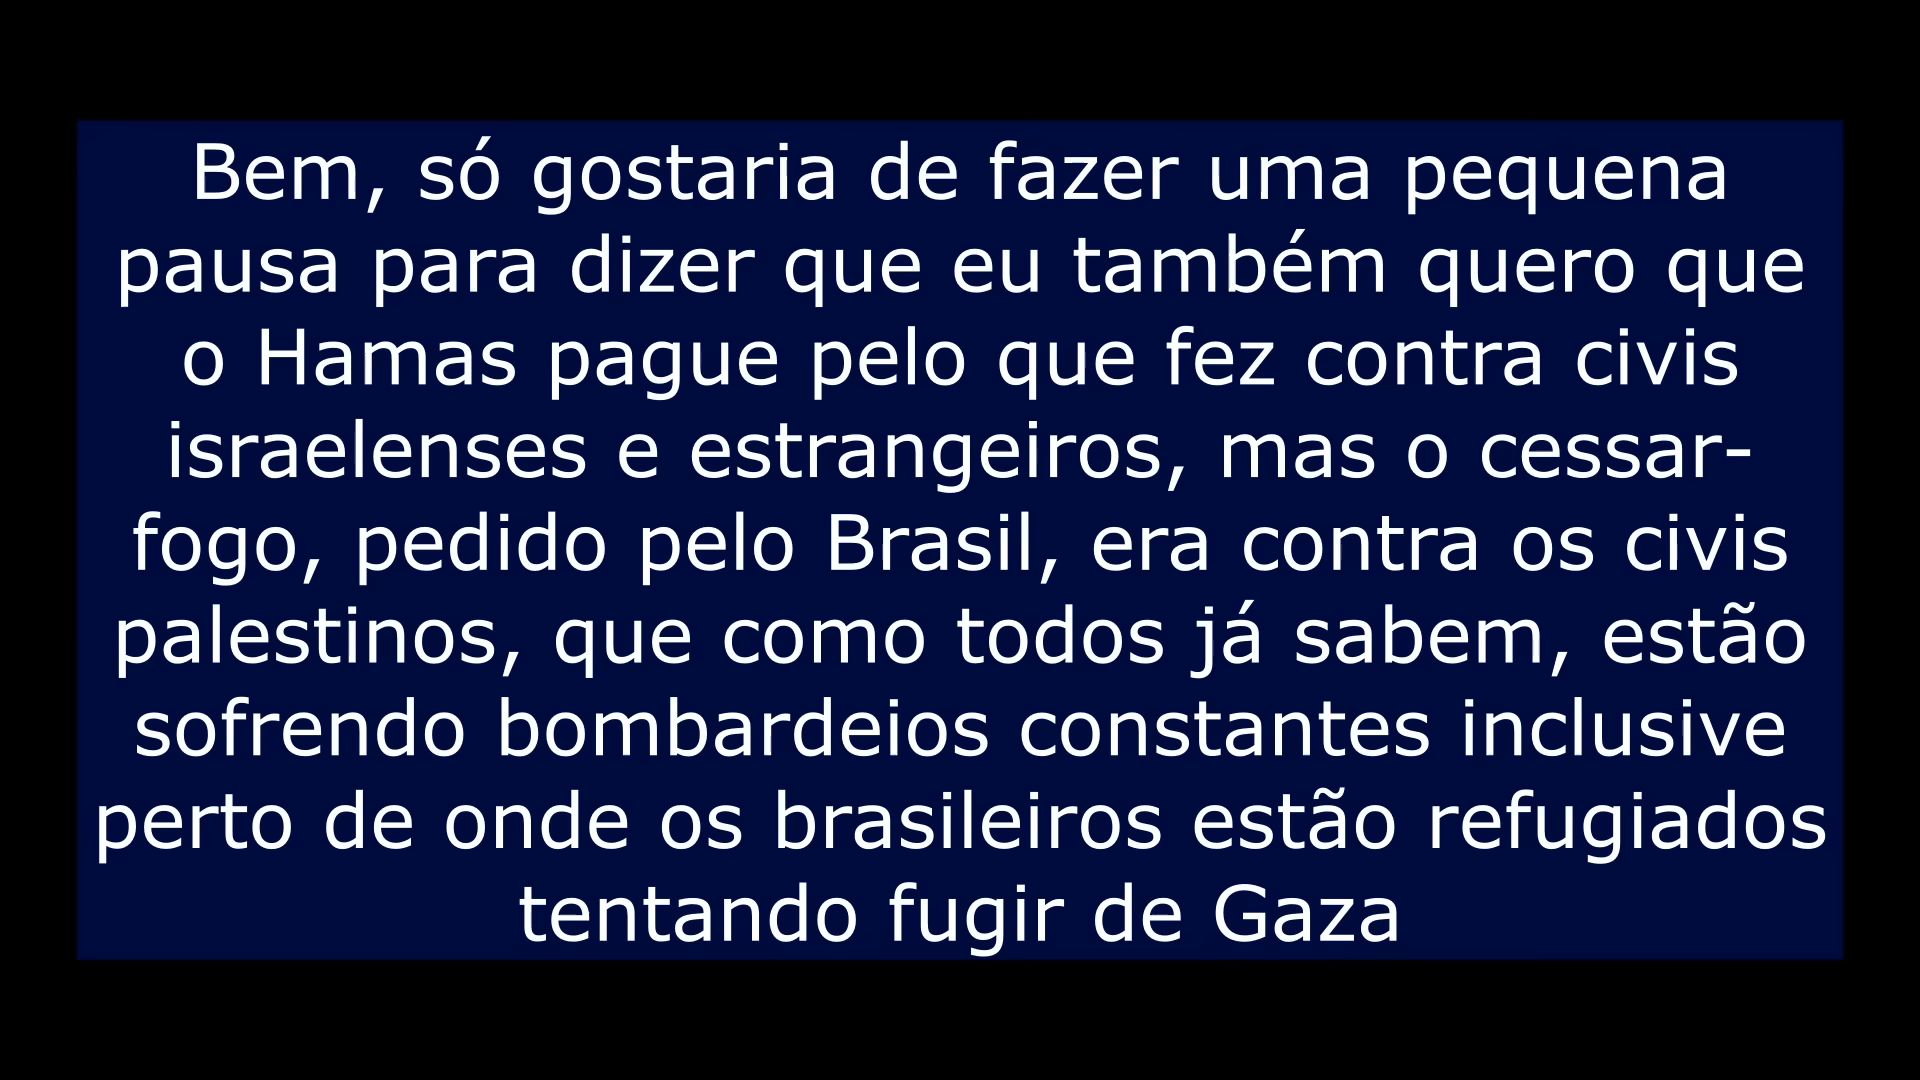 Bem, só gostaria de fazer uma pequena
pausa para dizer que eu também quero que
o Hamas pague pelo que fez contra civis
israelenses e estrangeiros, mas o cessar-
fogo, pedido pelo Brasil, era contra os civis
palestinos, que como todos já sabem, estão
sofrendo bombardeios constantes inclusive
perto de onde os brasileiros estão refugiados
tentando fugir de Gaza